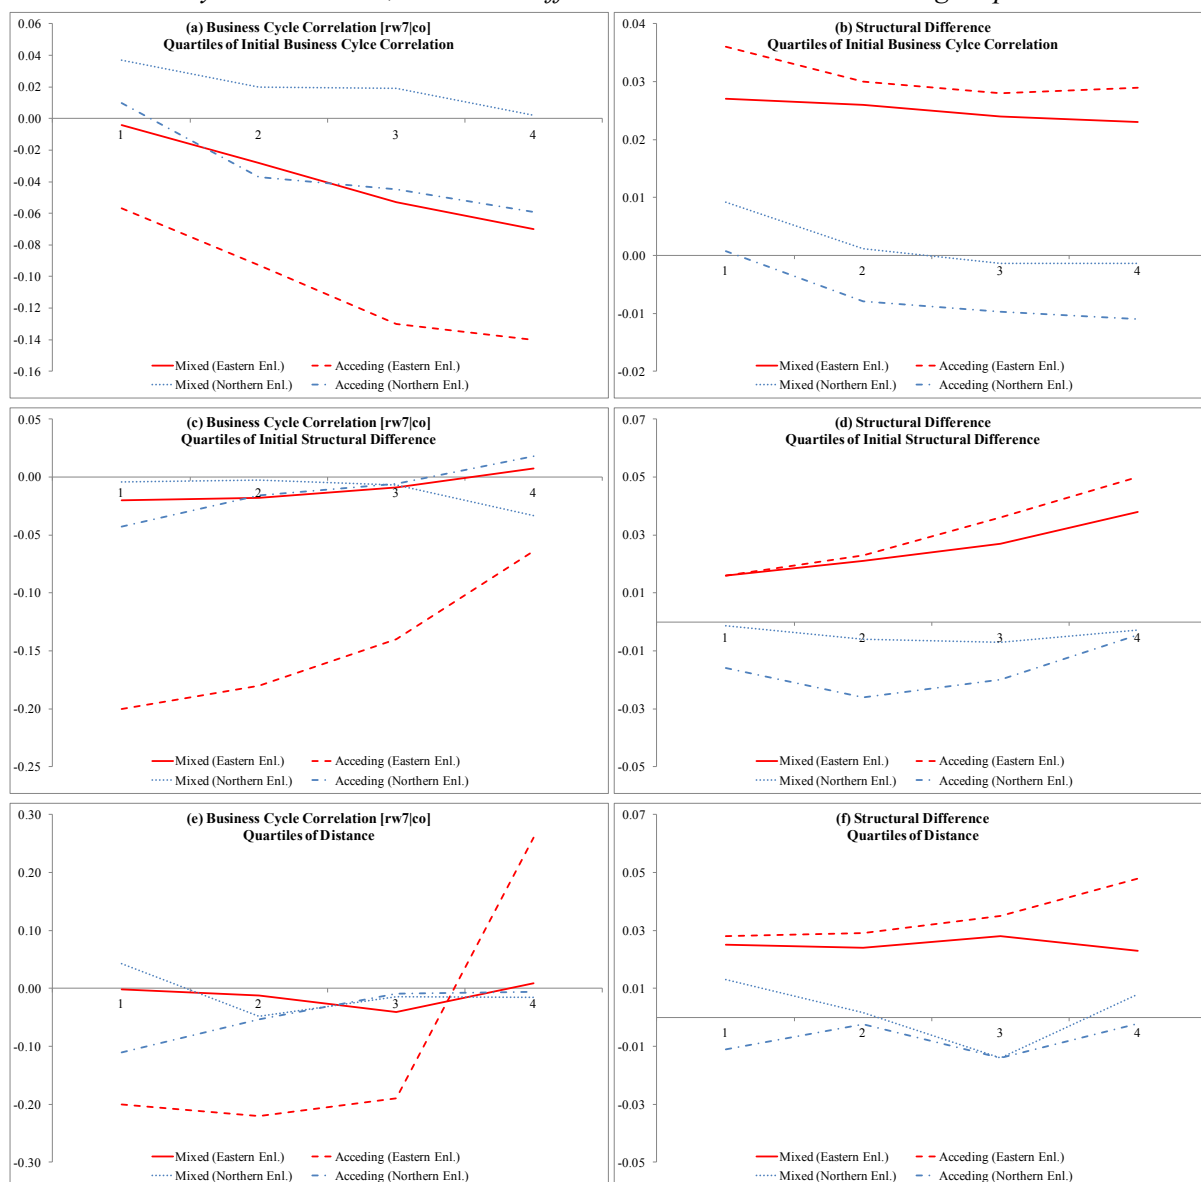 (a) Business Cycle Correlation [rw7|co]
Quartiles of Initial Business Cylce Correlation
0.06
0.04
0.02
0.00
-0.02
-0.04
-0.06
-0.08
-0.10
-0.12
-0.14
-0.16
1 2 3 4
Mixed (Eastern Enl.) Acceding (Eastern Enl.)
Mixed (Northern Enl.) Acceding (Northern Enl.)
(b) Structural Difference
Quartiles of Initial Business Cylce Correlation
0.04
0.03
0.02
0.01
0.00
-0.01
-0.02
1 2 3 4
Mixed (Eastern Enl.) Acceding (Eastern Enl.)
Mixed (Northern Enl.) Acceding (Northern Enl.)
(c) Business Cycle Correlation [rw7|co]
Quartiles of Initial Structural Difference
0.05
0.00
-0.05
-0.10
-0.15
-0.20
-0.25
1 2 3 4
Mixed (Eastern Enl.) Acceding (Eastern Enl.)
Mixed (Northern Enl.) Acceding (Northern Enl.)
(d) Structural Difference
Quartiles of Initial Structural Difference
0.07
0.05
0.03
0.01
-0.01
-0.03
-0.05
1 2 3 4
Mixed (Eastern Enl.) Acceding (Eastern Enl.)
Mixed (Northern Enl.) Acceding (Northern Enl.)
(e) Business Cycle Correlation [rw7|co]
Quartiles of Distance
0.30
0.20
0.10
0.00
-0.10
-0.20
-0.30
1 2 3 4
Mixed (Eastern Enl.) Acceding (Eastern Enl.)
Mixed (Northern Enl.) Acceding (Northern Enl.)
(f) Structural Difference
Quartiles of Distance
0.07
0.05
0.03
0.01
-0.01
-0.03
-0.05
1 2 3 4
Mixed (Eastern Enl.) Acceding (Eastern Enl.)
Mixed (Northern Enl.) Acceding (Northern Enl.)